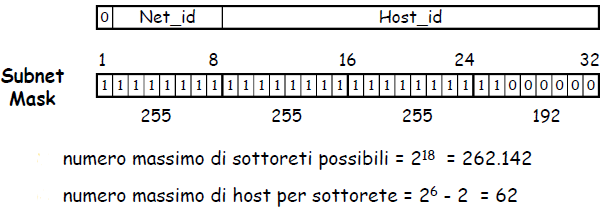 0 Net_id Host_id
1 8 16 24 32
Subnet Mask
1 1 1 1 1 1 1 1 1 1 1 1 1 1 1 1 1 1 1 1 1 1 1 1 1 1 0 0 0 0 0 0
255 255 255 192
numero massimo di sottoreti possibili = 2¹⁸ = 262.142
numero massimo di host per sottorete = 2⁶ - 2 = 62